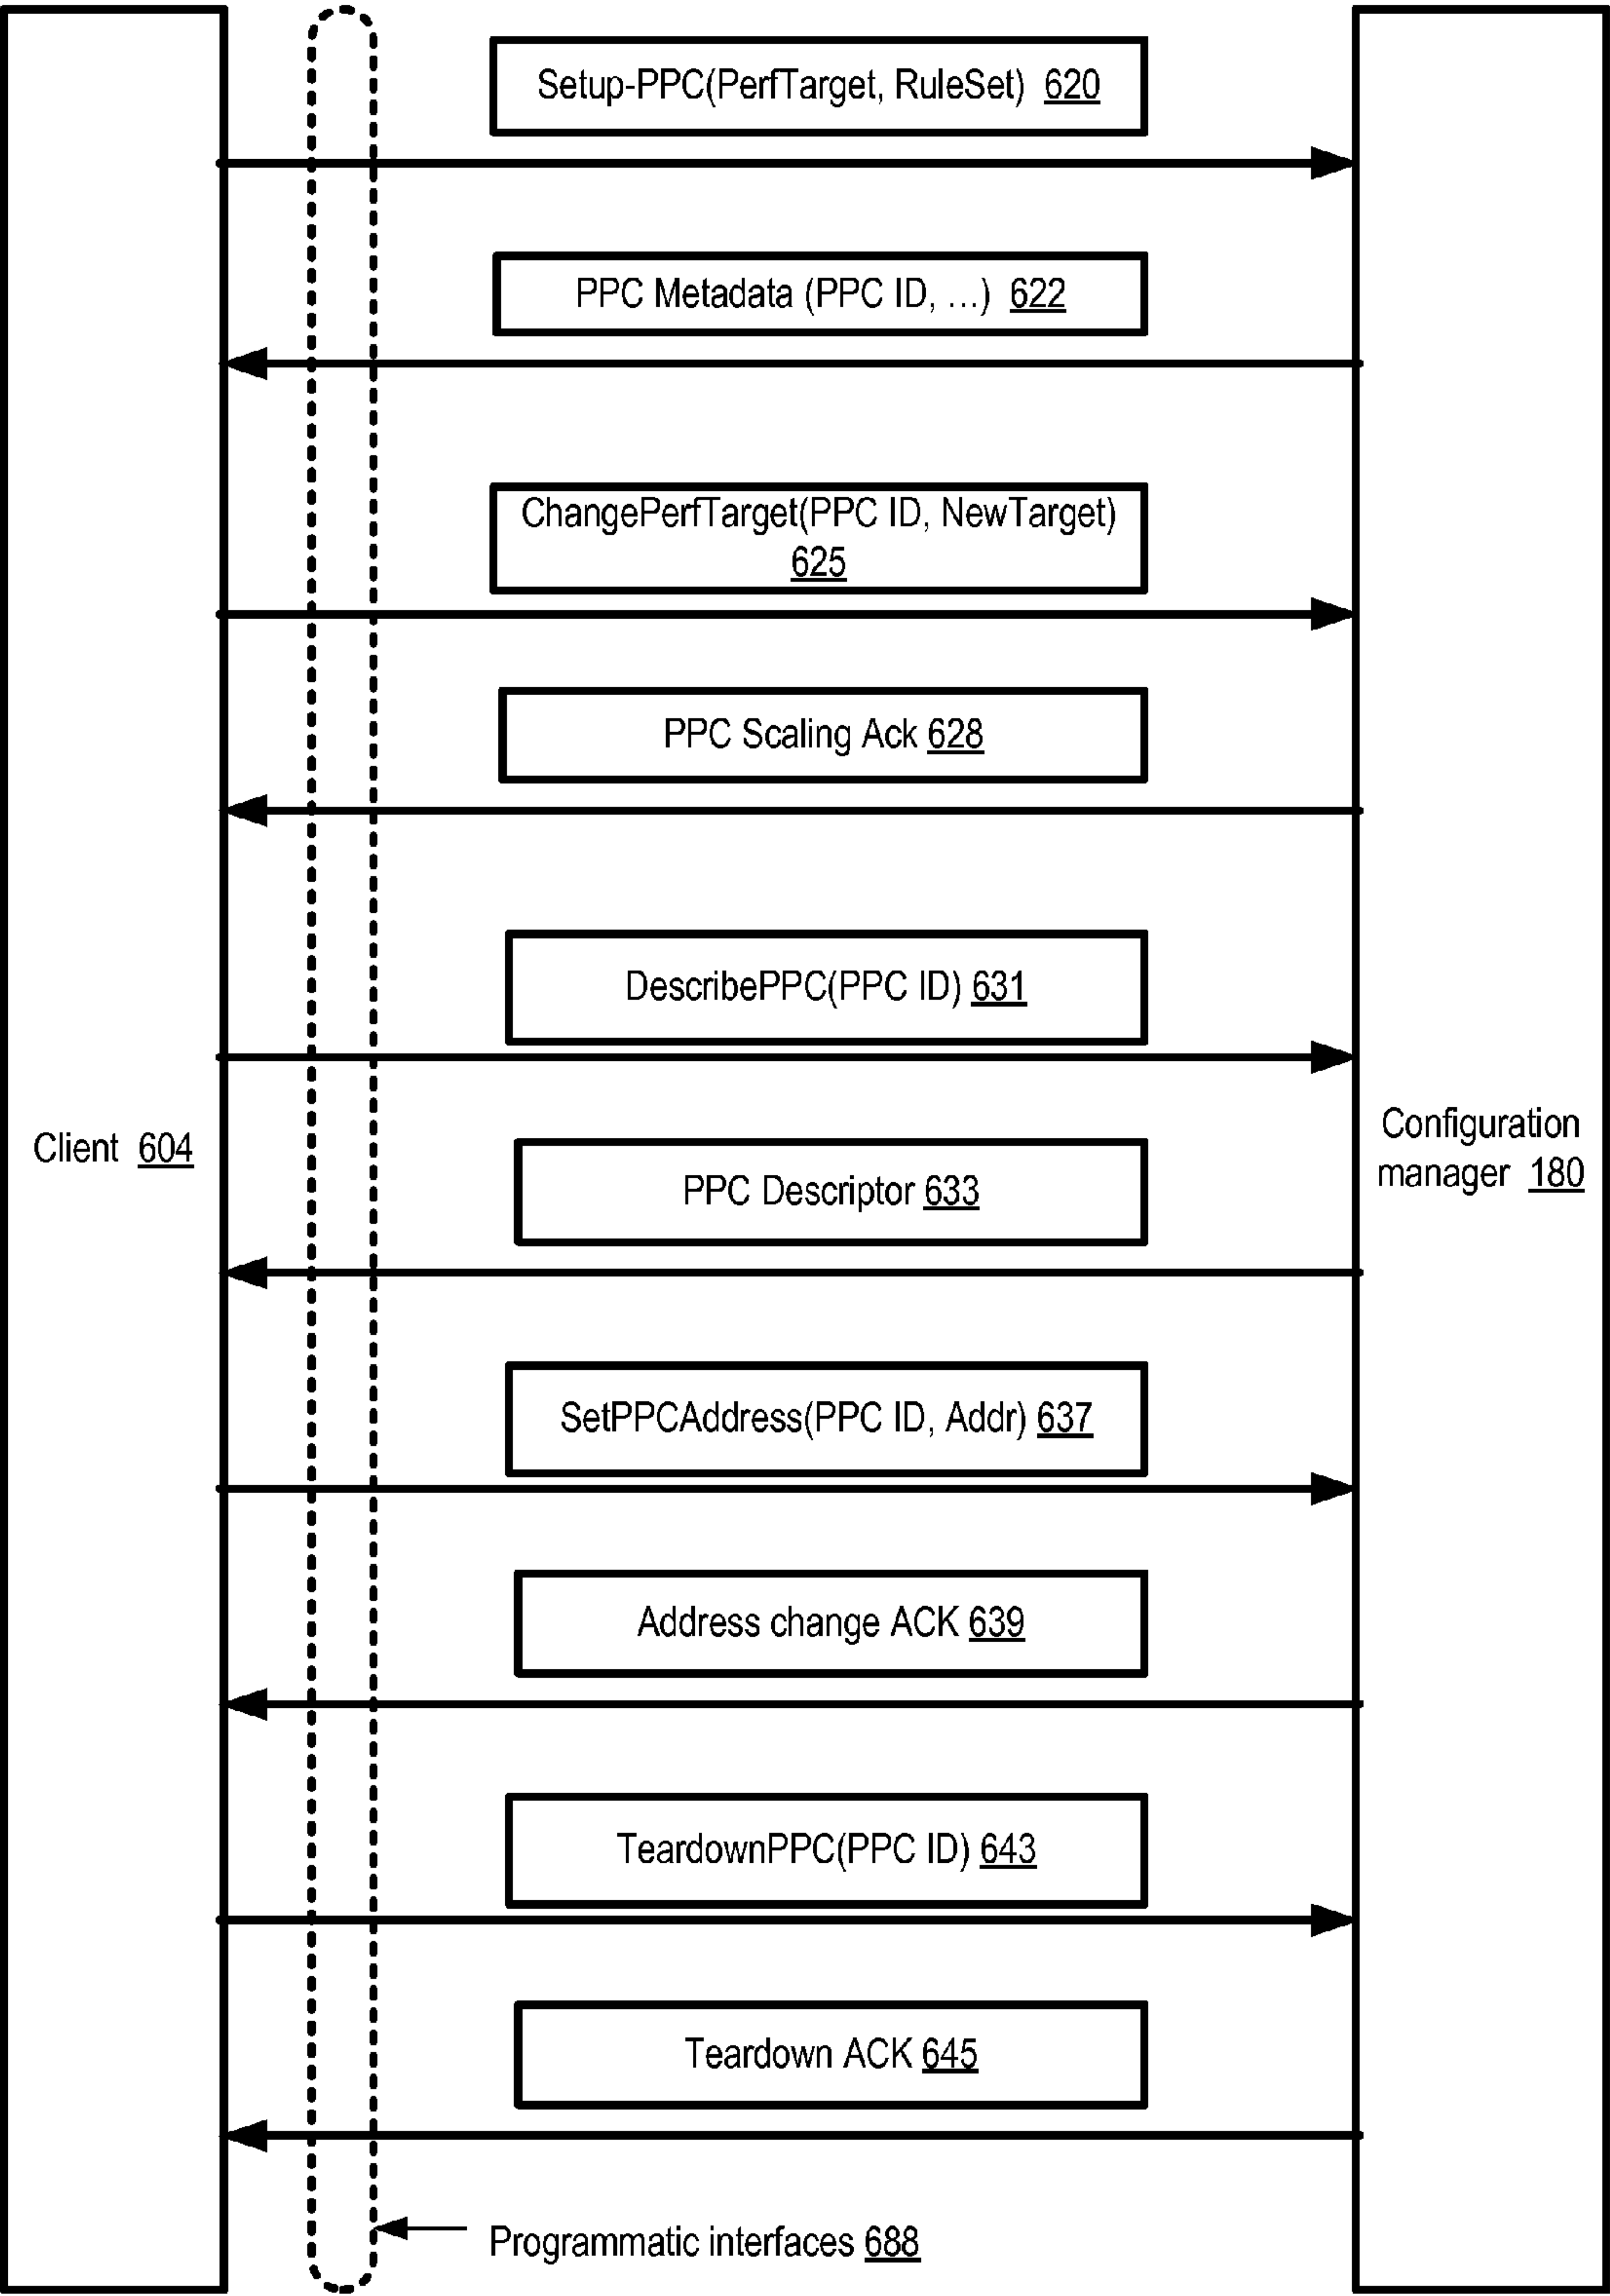 Setup-PPC(PerfTarget, RuleSet) 620
PPC Metadata (PPC ID, ...) 622
ChangePerfTarget(PPC ID, NewTarget)
625
PPC Scaling Ack 628
DescribePPC(PPC ID) 631
Client 604
Configuration
manager 180
PPC Descriptor 633
SetPPCAddress(PPC ID, Addr) 637
Address change ACK 639
TeardownPPC(PPC ID) 643
Teardown ACK 645
Programmatic interfaces 688